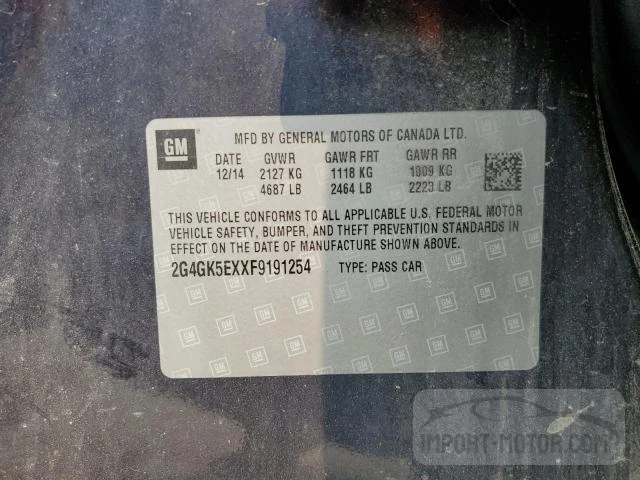 GM MFD BY GENERAL MOTORS OF CANADA LTD.
DATE GVWR GAWR FRT GAWR RR
12/14 2127 KG 1118 KG 1009 KG
4687 LB 2464 LB 2223 LB
THIS VEHICLE CONFORMS TO ALL APPLICABLE U.S. FEDERAL MOTOR
VEHICLE SAFETY, BUMPER, AND THEFT PREVENTION STANDARDS IN
EFFECT ON THE DATE OF MANUFACTURE SHOWN ABOVE.
2G4GK5EXXF9191254 TYPE: PASS CAR
IMPORT-MOTOR.COM